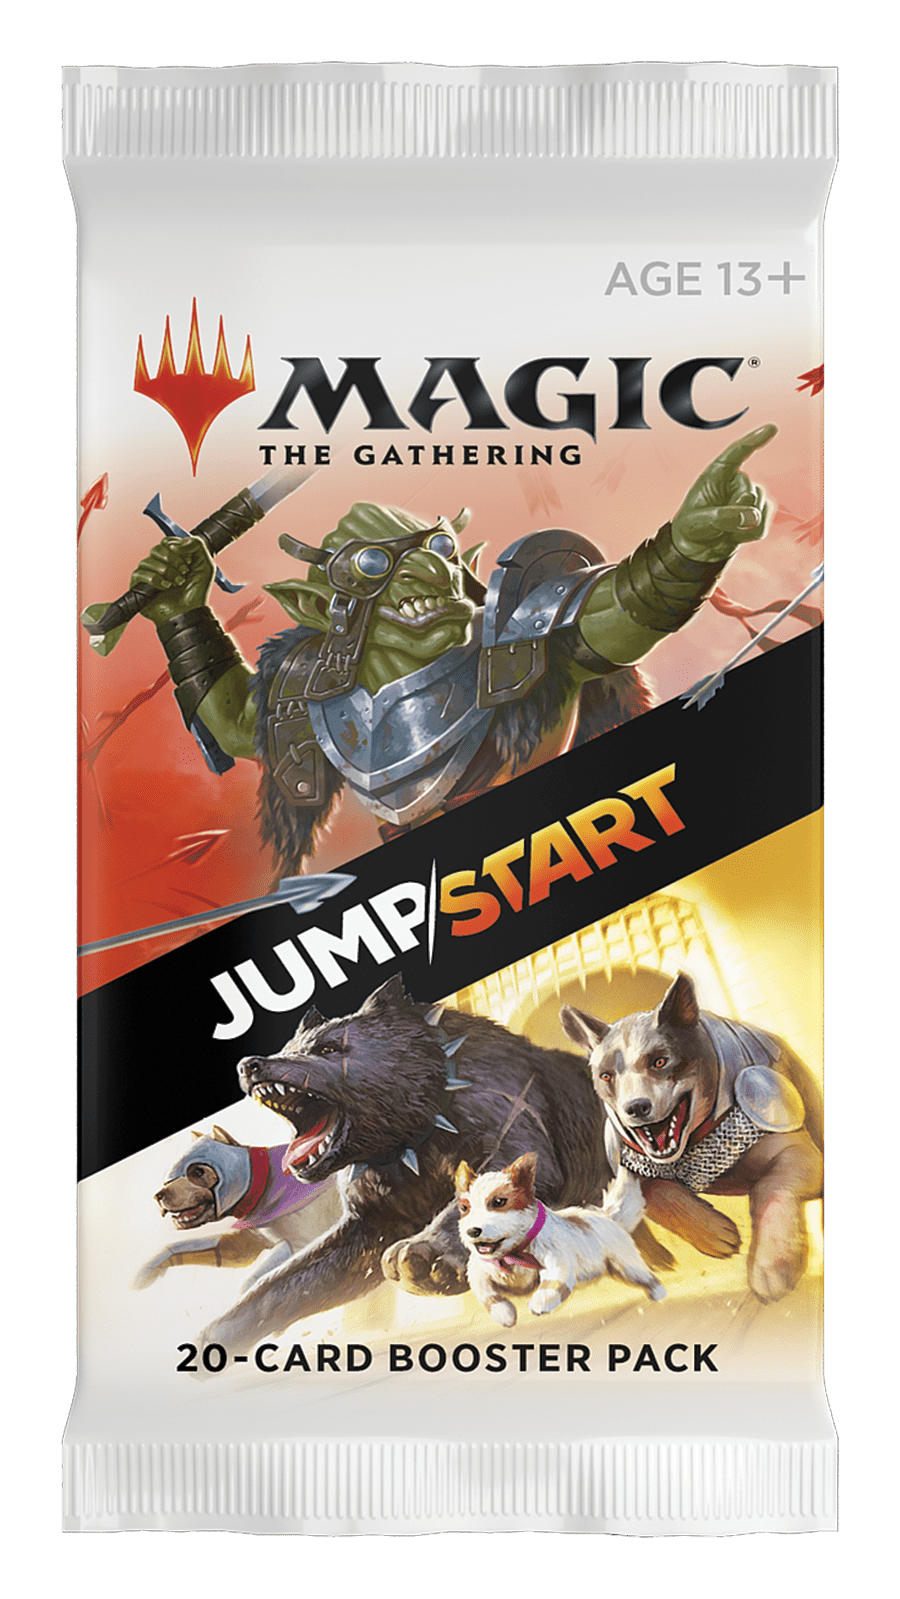 AGE 13+
MAGIC®
THE GATHERING
JUMP/START
20-CARD BOOSTER PACK